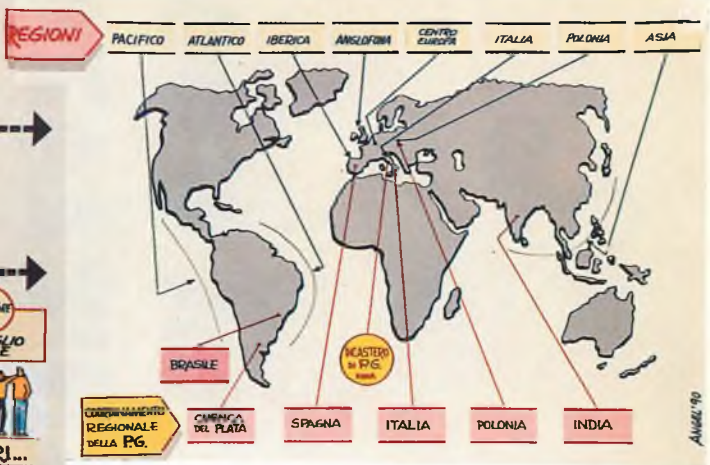 REGIONI
PACIFICO
ATLANTICO
IBERICA
ANGLOFONA
CENTRO
EUROPA
ITALIA
POLONIA
ASIA
BRASILE
DICASTERO
DI P.G.
ROMA
COORDINAMENTO
REGIONALE
DELLA P.G.
CUENCA
DEL PLATA
SPAGNA
ITALIA
POLONIA
INDIA
ANGEL '90